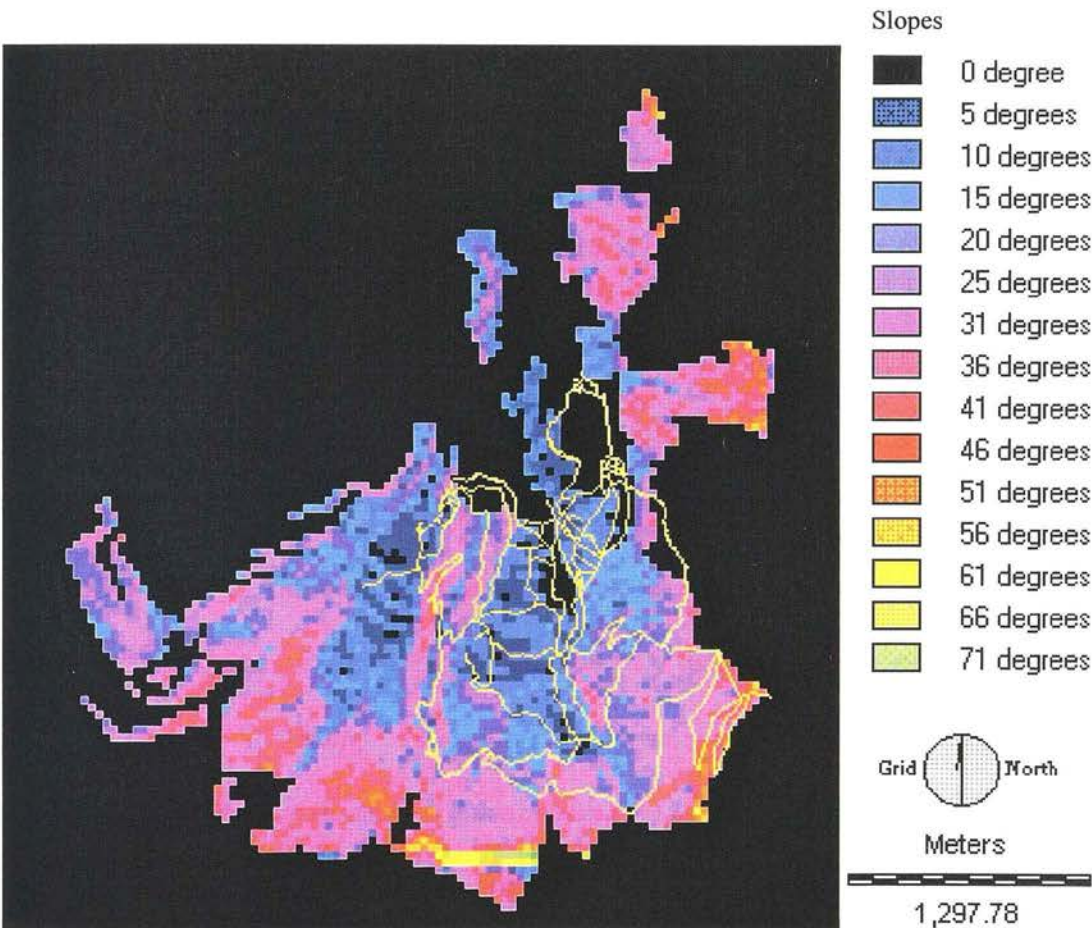 Slopes
0 degree
5 degrees
10 degrees
15 degrees
20 degrees
25 degrees
31 degrees
36 degrees
41 degrees
46 degrees
51 degrees
56 degrees
61 degrees
66 degrees
71 degrees
Grid North
Meters
1,297.78